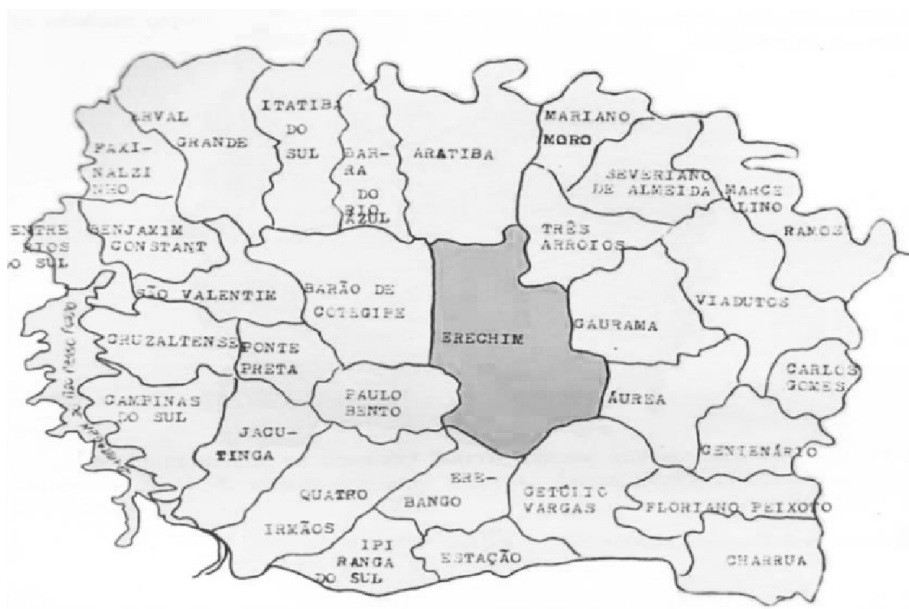 ERVAL
GRANDE
FAXI-
NALZI
NHO
ITATIBA
DO
SUL
BAR-
RA
DO
RIO
AZUL
ARATIBA
MARIANO
MORO
SEVERIANO
DE ALMEIDA
MARCE
LINO
RAMOS
ENTRE
RIOS
DO SUL
BENJAMIM
CONSTANT
TRÊS
ARROIOS
SÃO VALENTIM
BARÃO DE
COTEGIPE
ERECHIM
GAURAMA
VIADUTOS
CRUZALTENSE
PONTE
PRETA
PAULO
BENTO
ÁUREA
CARLOS
GOMES
CAMPINAS
DO SUL
JACU-
TINGA
CENTENÁRIO
QUATRO
IRMÃOS
ERE-
BANGO
GETÚLIO
VARGAS
FLORIANO PEIXOTO
IPI
RANGA
DO SUL
ESTAÇÃO
CHARRUA